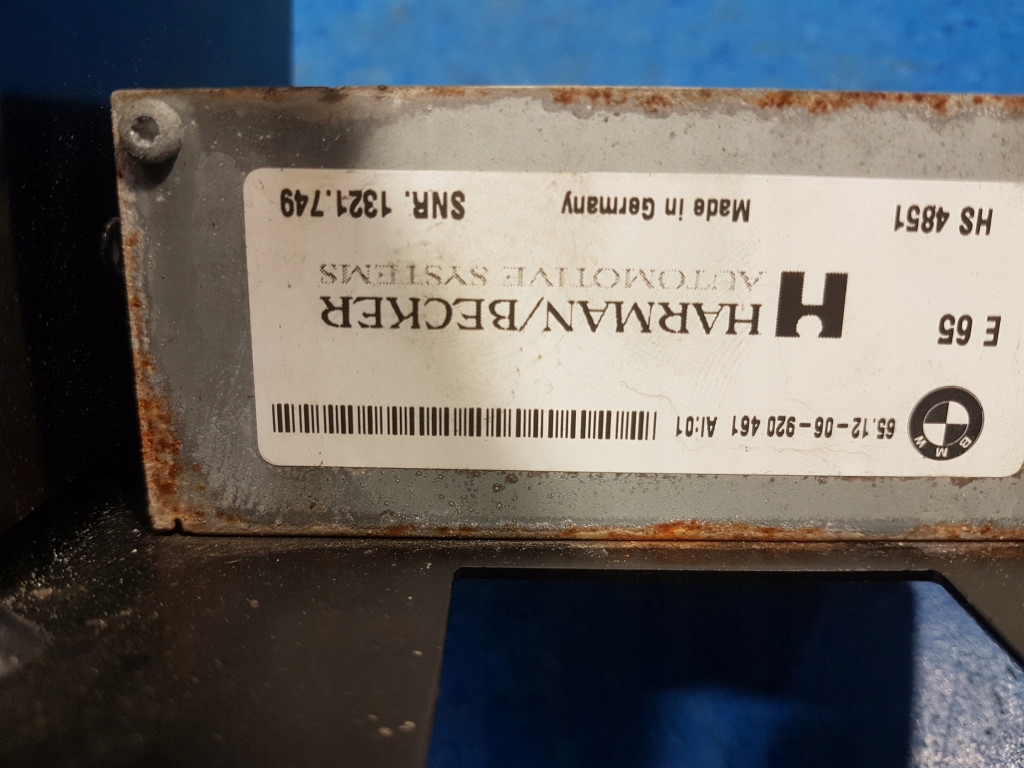 BMW
65.12-06-920 461 AI:01
E 65
HARMAN/BECKER
AUTOMOTIVE SYSTEMS
HS 4851
Made in Germany
SNR. 1321.749